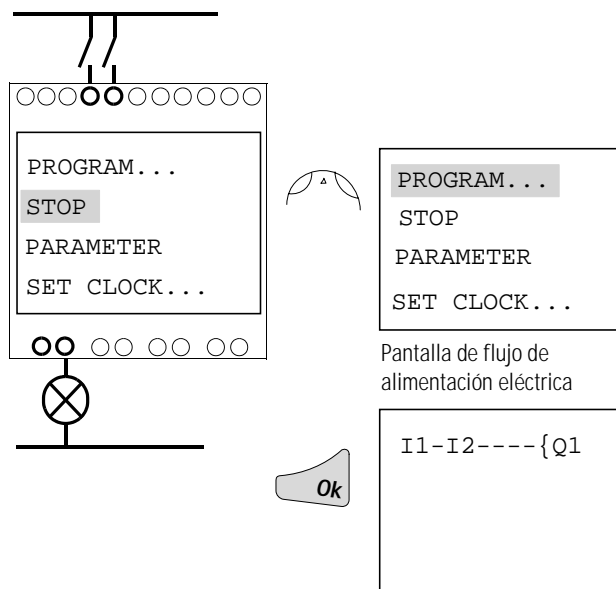 PROGRAM...
STOP
PARAMETER
SET CLOCK...
PROGRAM...
STOP
PARAMETER
SET CLOCK...
Pantalla de flujo de
alimentación eléctrica
Ok
I1-I2----{Q1